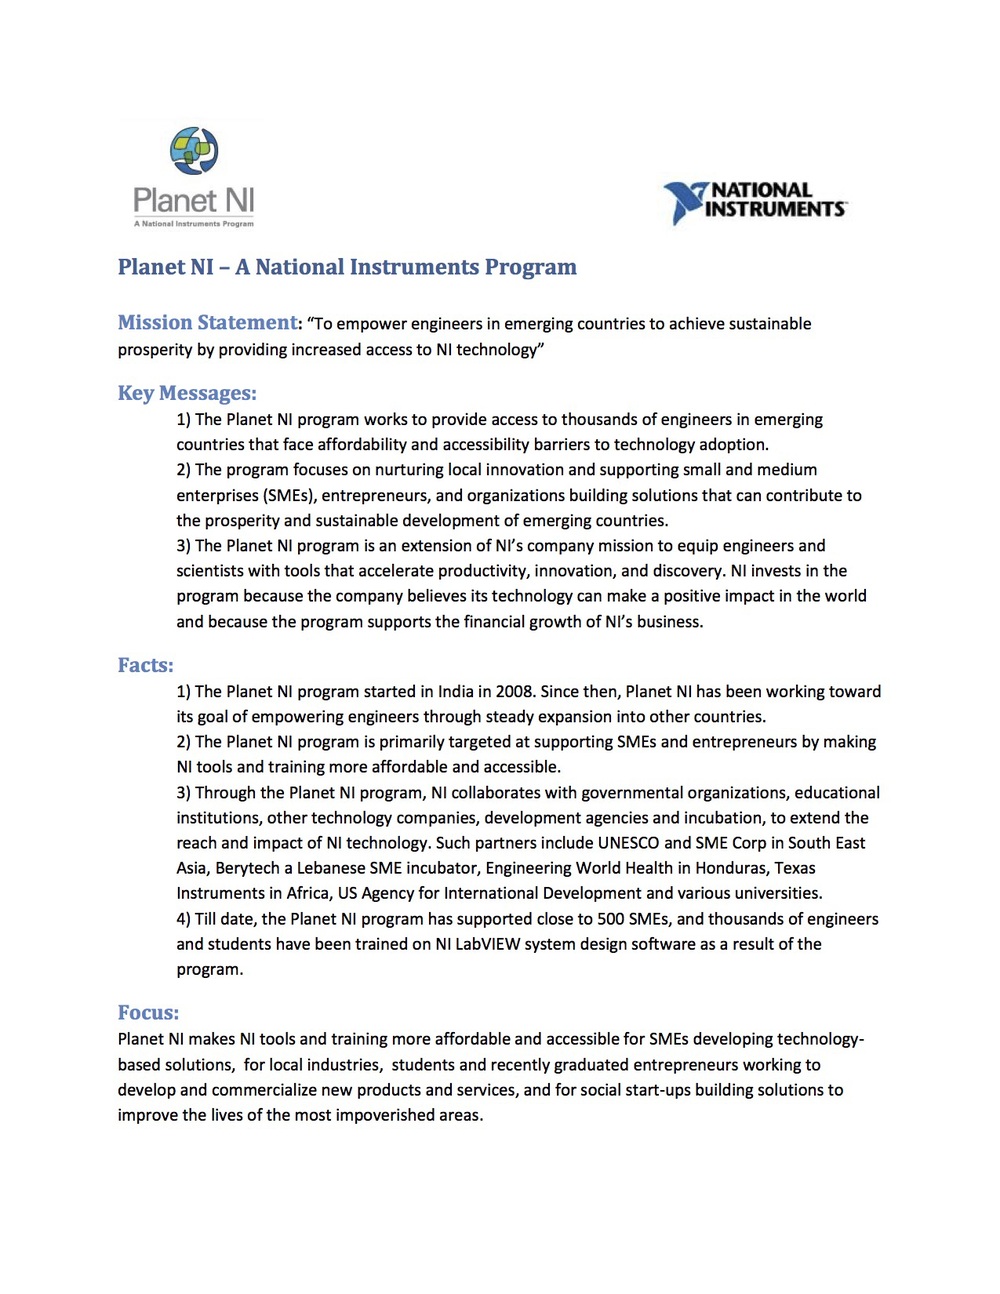 Planet NI
A National Instruments Program
NATIONAL
INSTRUMENTS™
Planet NI – A National Instruments Program
Mission Statement: “To empower engineers in emerging countries to achieve sustainable
prosperity by providing increased access to NI technology”
Key Messages:
1) The Planet NI program works to provide access to thousands of engineers in emerging
countries that face affordability and accessibility barriers to technology adoption.
2) The program focuses on nurturing local innovation and supporting small and medium
enterprises (SMEs), entrepreneurs, and organizations building solutions that can contribute to
the prosperity and sustainable development of emerging countries.
3) The Planet NI program is an extension of NI’s company mission to equip engineers and
scientists with tools that accelerate productivity, innovation, and discovery. NI invests in the
program because the company believes its technology can make a positive impact in the world
and because the program supports the financial growth of NI’s business.
Facts:
1) The Planet NI program started in India in 2008. Since then, Planet NI has been working toward
its goal of empowering engineers through steady expansion into other countries.
2) The Planet NI program is primarily targeted at supporting SMEs and entrepreneurs by making
NI tools and training more affordable and accessible.
3) Through the Planet NI program, NI collaborates with governmental organizations, educational
institutions, other technology companies, development agencies and incubation, to extend the
reach and impact of NI technology. Such partners include UNESCO and SME Corp in South East
Asia, Berytech a Lebanese SME incubator, Engineering World Health in Honduras, Texas
Instruments in Africa, US Agency for International Development and various universities.
4) Till date, the Planet NI program has supported close to 500 SMEs, and thousands of engineers
and students have been trained on NI LabVIEW system design software as a result of the
program.
Focus:
Planet NI makes NI tools and training more affordable and accessible for SMEs developing technology-
based solutions,  for local industries,  students and recently graduated entrepreneurs working to
develop and commercialize new products and services, and for social start-ups building solutions to
improve the lives of the most impoverished areas.